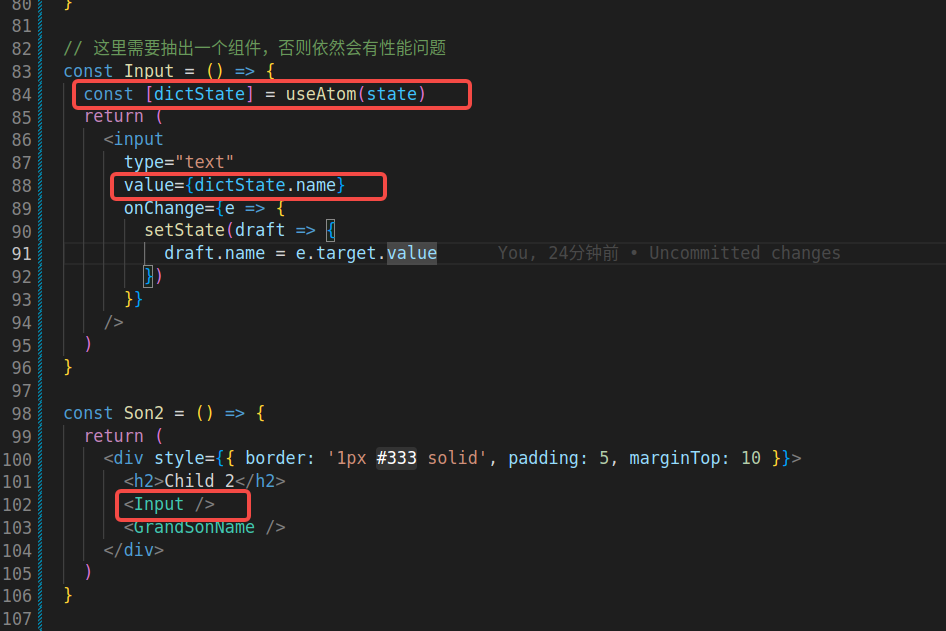 80 }
81
82 // 这里需要抽出一个组件，否则依然会有性能问题
83 const Input = () => {
84   const [dictState] = useAtom(state)
85   return (
86     <input
87       type="text"
88       value={dictState.name}
89       onChange={e => {
90         setState(draft => {
91           draft.name = e.target.value You, 24分钟前 • Uncommitted changes
92         })
93       }}
94     />
95   )
96 }
97
98 const Son2 = () => {
99   return (
100     <div style={{ border: '1px #333 solid', padding: 5, marginTop: 10 }}>
101       <h2>Child 2</h2>
102       <Input />
103       <GrandSonName />
104     </div>
105   )
106 }
107